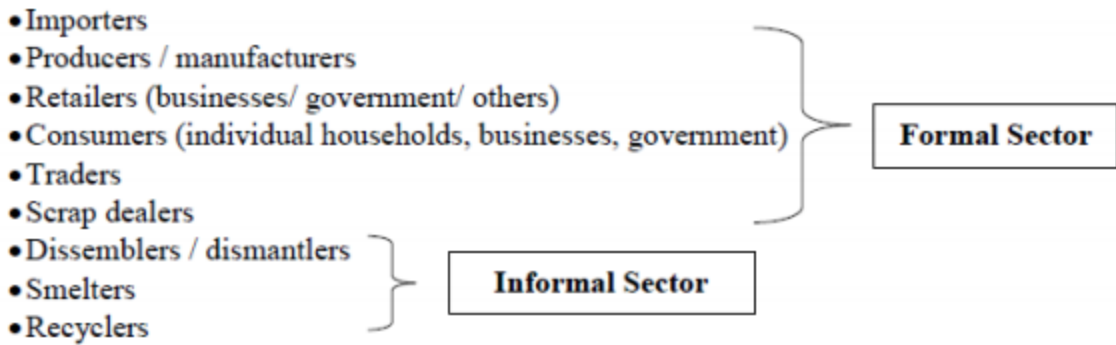 •Importers
•Producers / manufacturers
•Retailers (businesses/ government/ others)
•Consumers (individual households, businesses, government)
Formal Sector
•Traders
•Scrap dealers
•Dissemblers / dismantlers
•Smelters
Informal Sector
•Recyclers